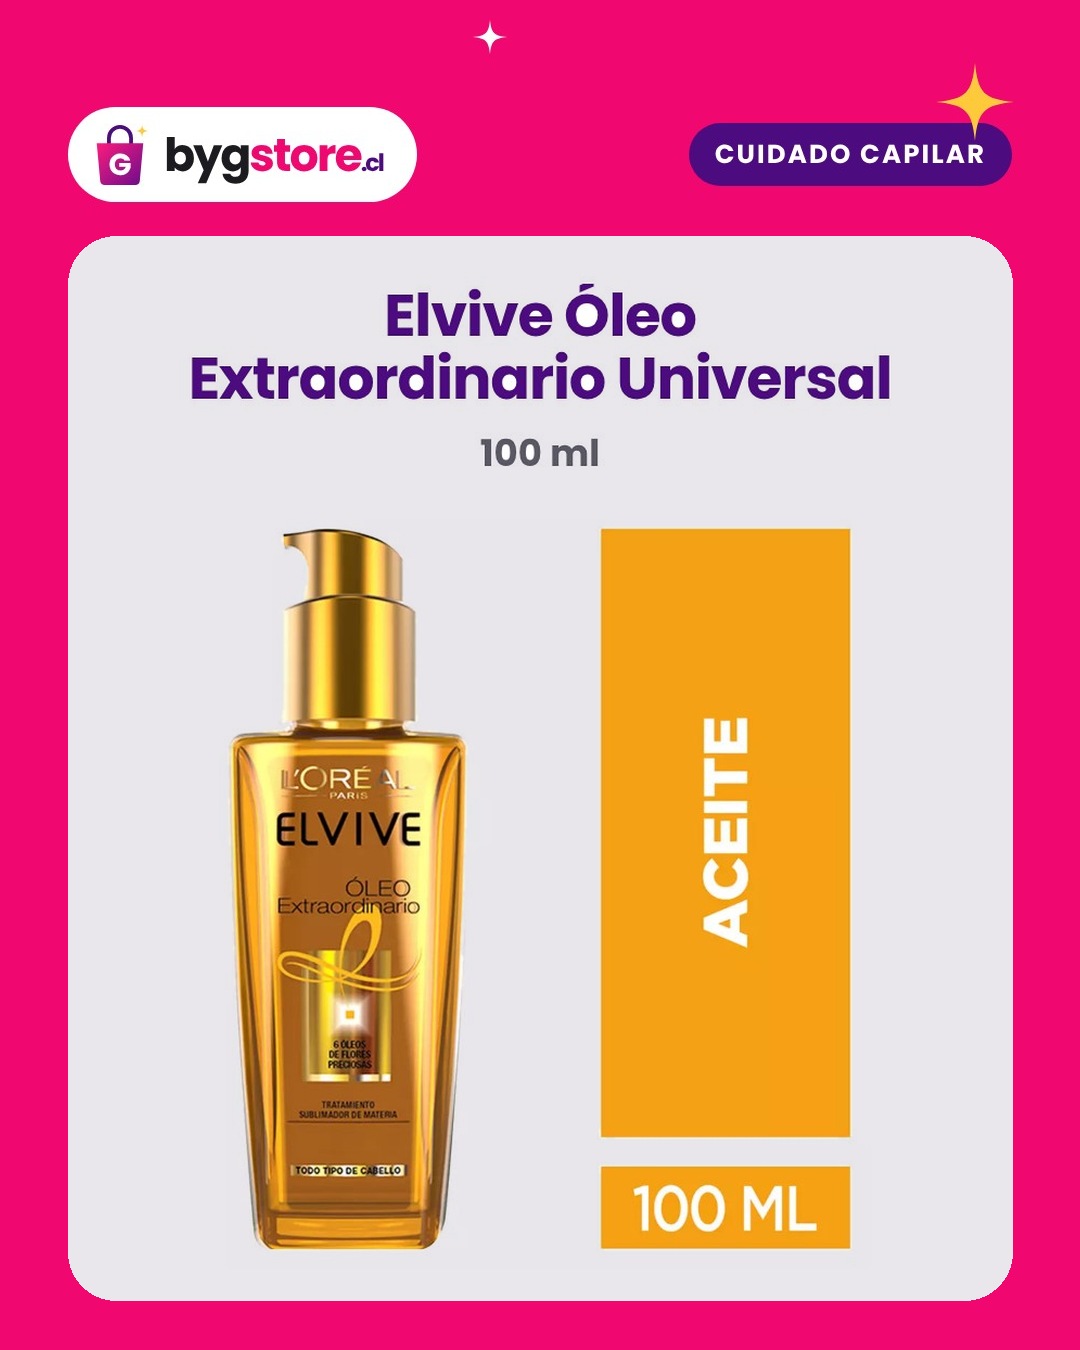 G
bygstore.cl
CUIDADO CAPILAR
Elvive Óleo
Extraordinario Universal
100 ml
L'ORÉAL
PARIS
ELVIVE
ÓLEO
Extraordinario
6 ÓLEOS
DE FLORES
PRECIOSAS
TRATAMIENTO
SUBLIMADOR DE MATERIA
TODO TIPO DE CABELLO
ACEITE
100 ML